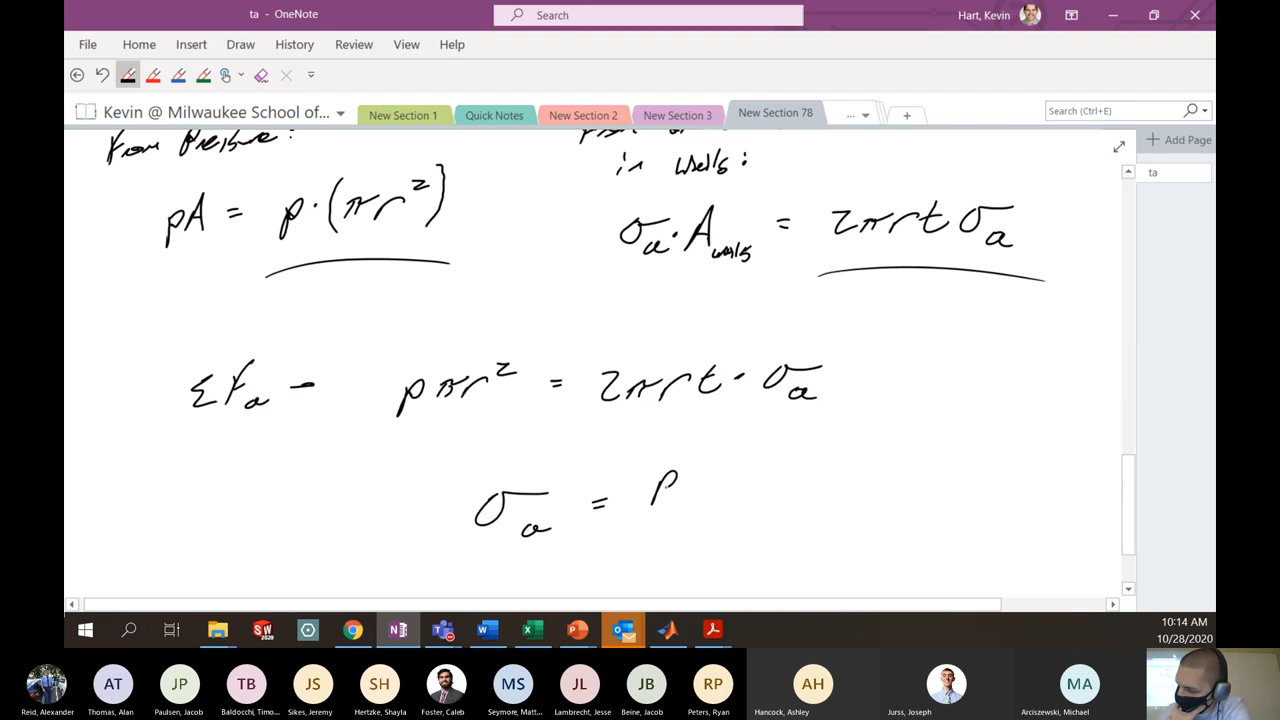 ta - OneNote
Search
Hart, Kevin
File Home Insert Draw History Review View Help
Kevin @ Milwaukee School of...
New Section 1
Quick Notes
New Section 2
New Section 3
New Section 78
...
Search (Ctrl+E)
Add Page
ta
From Pressure:
in walls:
pA = p·(πr²)
σa·Awalls = 2πrtσa
ΣFa - pπr² = 2πrt·σa
σa = P
10:14 AM
10/28/2020
AT JP TB JS SH MS JL JB RP AH MA
Reid, Alexander Thomas, Alan Paulsen, Jacob Baldocchi, Timo... Sikes, Jeremy Hertzke, Shayla Foster, Caleb Seymore, Matt... Lambrecht, Jesse Beine, Jacob Peters, Ryan Hancock, Ashley Jurss, Joseph Arciszewski, Michael